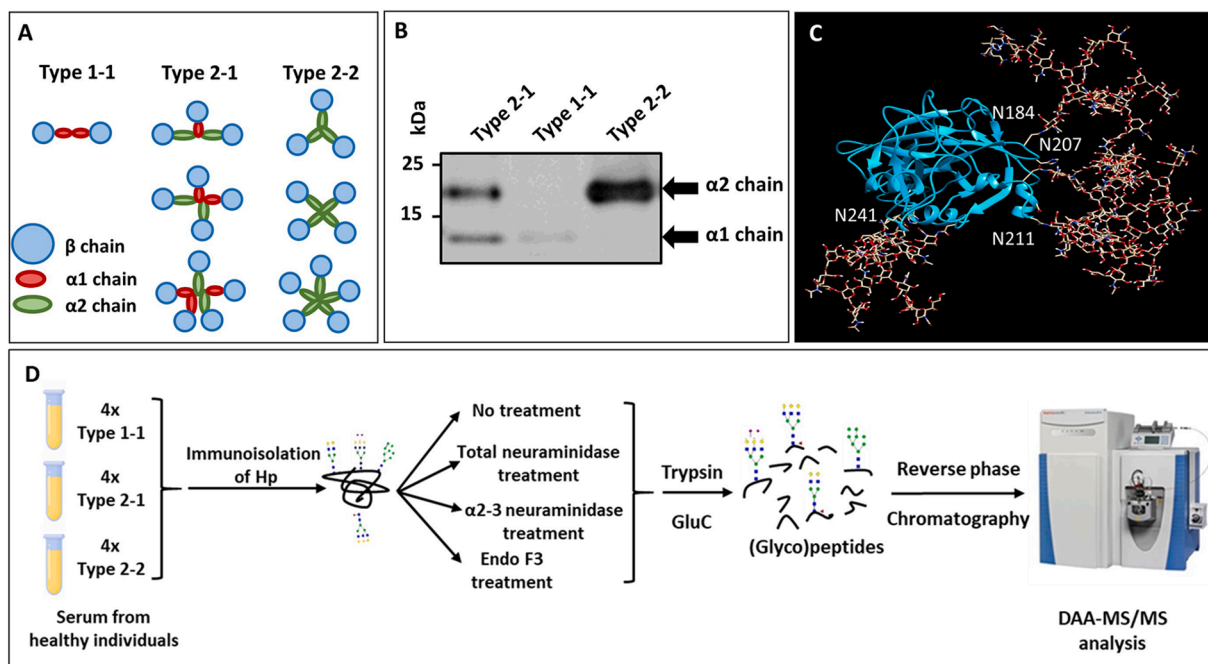 A
Type 1-1
Type 2-1
Type 2-2
β chain
α1 chain
α2 chain
B
kDa
Type 2-1
Type 1-1
Type 2-2
25
15
α2 chain
α1 chain
C
N184
N207
N241
N211
D
4x
Type 1-1
4x
Type 2-1
4x
Type 2-2
Serum from
healthy individuals
Immunoisolation
of Hp
No treatment
Total neuraminidase
treatment
α2-3 neuraminidase
treatment
Endo F3
treatment
Trypsin
GluC
(Glyco)peptides
Reverse phase
Chromatography
DAA-MS/MS
analysis